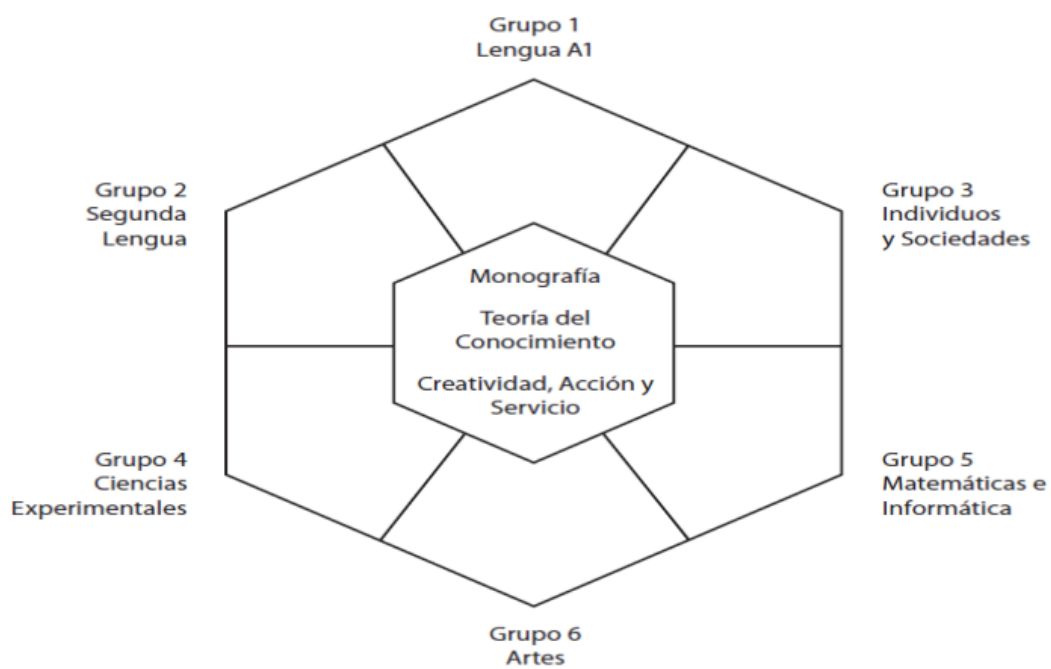 Grupo 1
Lengua A1
Grupo 2
Segunda
Lengua
Grupo 3
Individuos
y Sociedades
Monografía
Teoría del
Conocimiento
Creatividad, Acción y
Servicio
Grupo 4
Ciencias
Experimentales
Grupo 5
Matemáticas e
Informática
Grupo 6
Artes